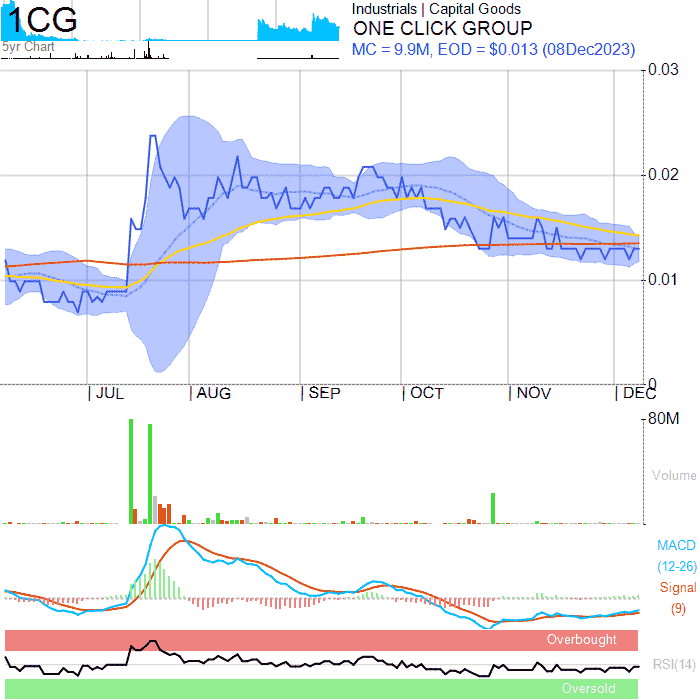 1CG
5yr Chart
Industrials | Capital Goods
ONE CLICK GROUP
MC = 9.9M, EOD = $0.013 (08Dec2023)
0.03
0.02
0.01
0
JUL
AUG
SEP
OCT
NOV
DEC
80M
Volume
MACD
(12-26)
Signal
(9)
Overbought
RSI(14)
Oversold